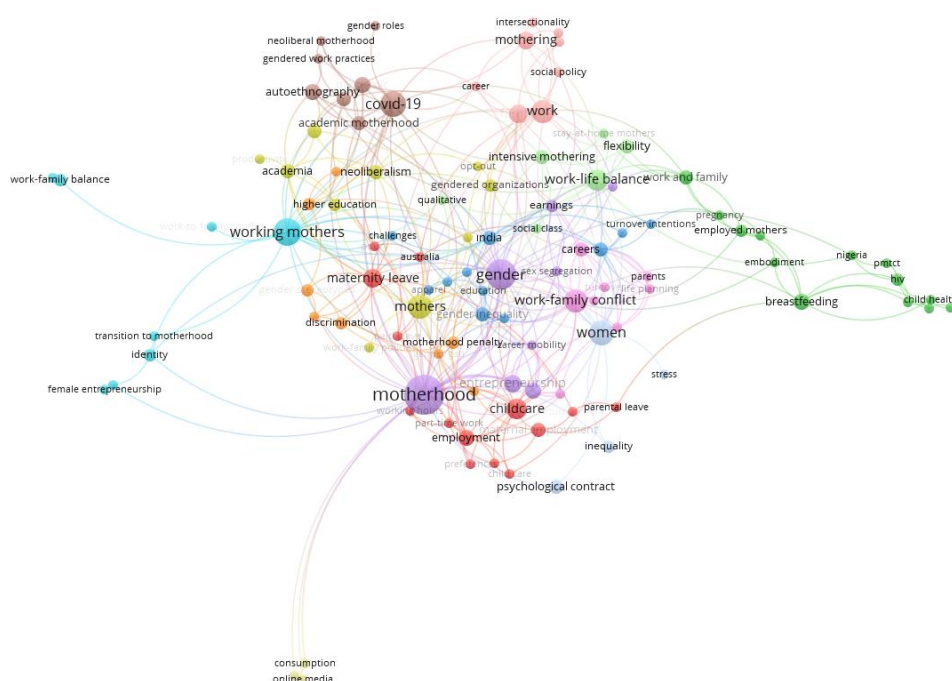 intersectionality
gender roles
neoliberal motherhood
mothering
gendered work practices
social policy
career
autoethnography
covid-19
work
academic motherhood
stay-at-home mothers
flexibility
intensive mothering
opt-out
academia
neoliberalism
work-family balance
gendered organizations
work-life balance
work and family
qualitative
higher education
earnings
pregnancy
turnover intentions
working mothers
social class
employed mothers
challenges
india
careers
australia
nigeria
embodiment
pmtct
gender
sex segregation
maternity leave
parents
hiv
apparel
education
life planning
mothers
work-family conflict
breastfeeding
child health
gender inequality
discrimination
women
transition to motherhood
motherhood penalty
career mobility
identity
stress
female entrepreneurship
entrepreneurship
motherhood
working hours
childcare
parental leave
part-time work
maternal employment
employment
inequality
preferences
child care
psychological contract
consumption
online media